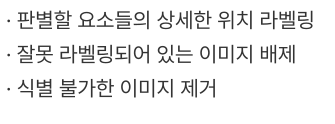 · 판별할 요소들의 상세한 위치 라벨링
· 잘못 라벨링되어 있는 이미지 배제
· 식별 불가한 이미지 제거